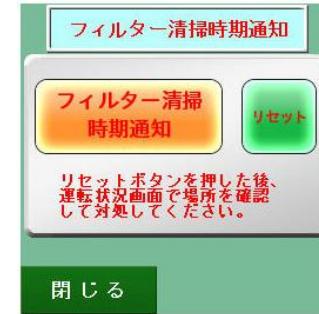 フィルター清掃時期通知
フィルター清掃
時期通知
リセット
リセットボタンを押した後、
運転状況画面で場所を確認
して対処してください。
閉じる